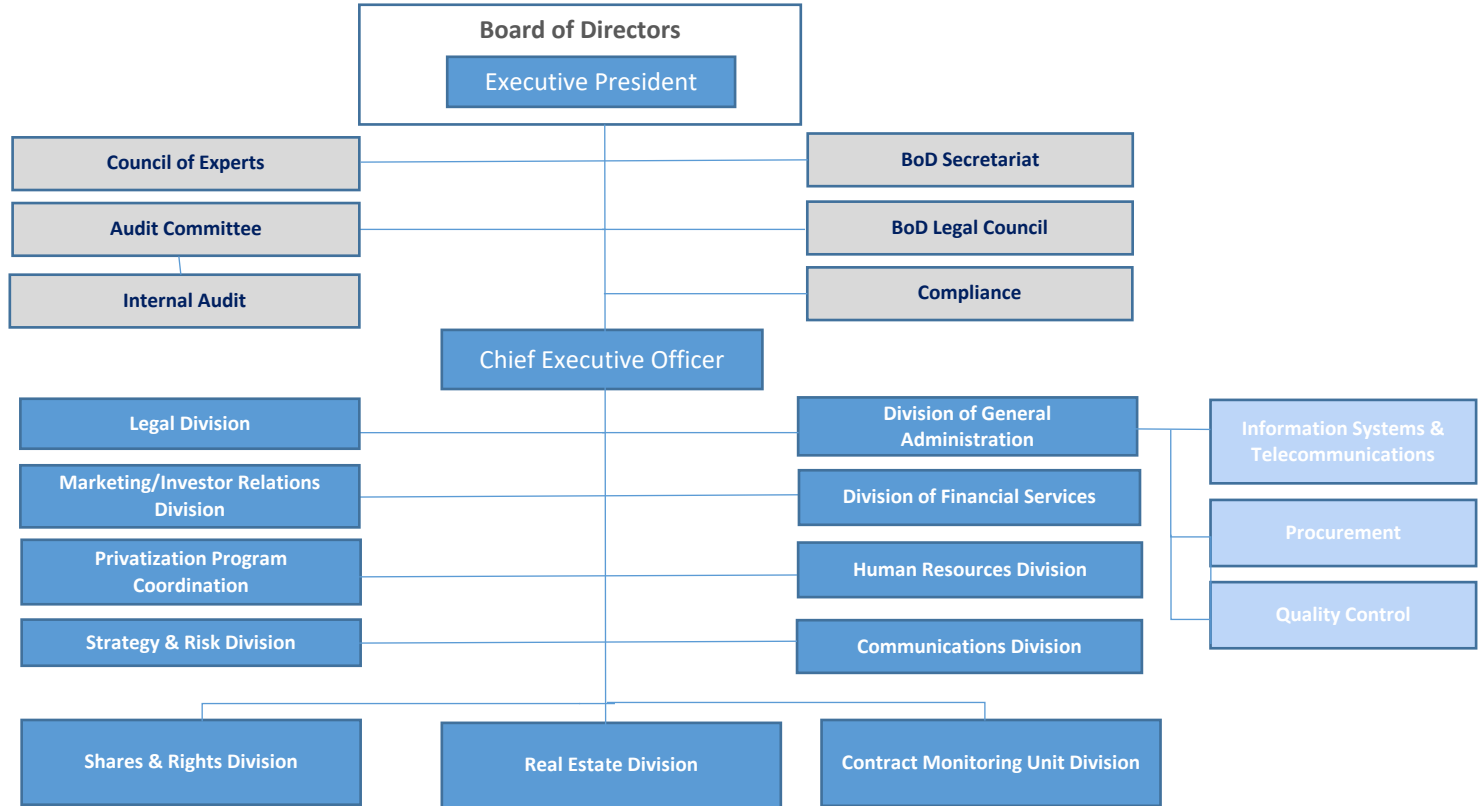 Board of Directors
Executive President
Council of Experts
BoD Secretariat
Audit Committee
BoD Legal Council
Internal Audit
Compliance
Chief Executive Officer
Legal Division
Division of General
Administration
Information Systems &
Telecommunications
Marketing/Investor Relations
Division
Division of Financial Services
Procurement
Privatization Program
Coordination
Human Resources Division
Quality Control
Strategy & Risk Division
Communications Division
Shares & Rights Division
Real Estate Division
Contract Monitoring Unit Division